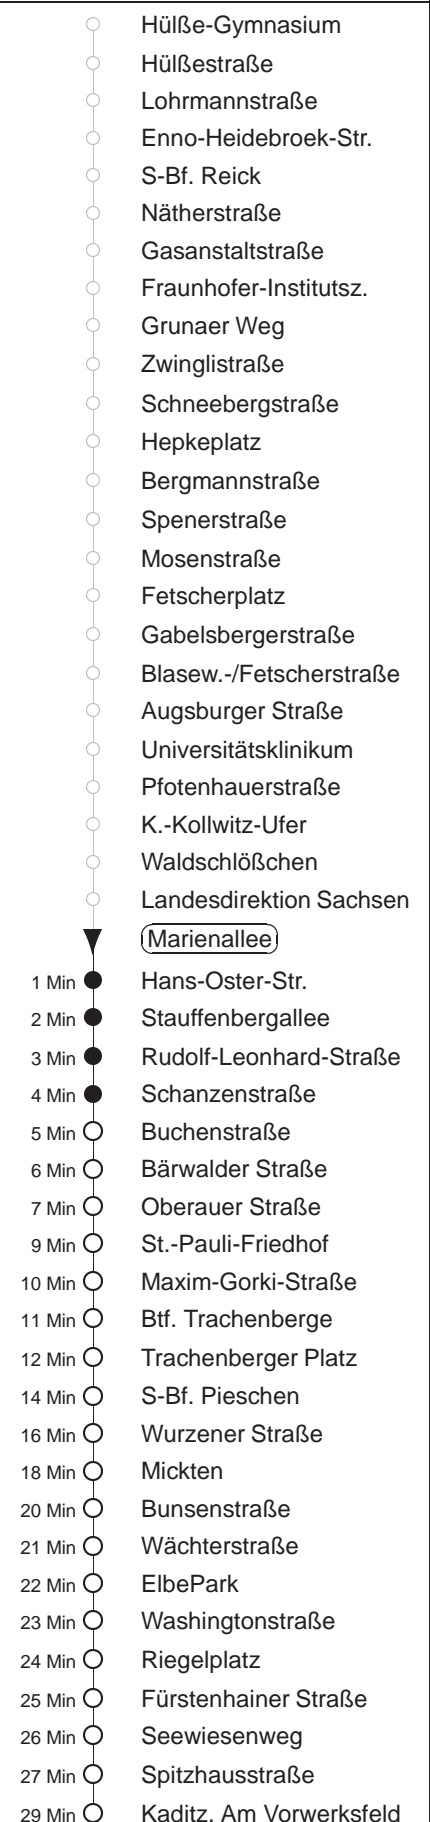 Hülße-Gymnasium
Hülßestraße
Lohrmannstraße
Enno-Heidebroek-Str.
S-Bf. Reick
Nätherstraße
Gasanstaltstraße
Fraunhofer-Institutsz.
Grunaer Weg
Zwinglistraße
Schneebergstraße
Hepkeplatz
Bergmannstraße
Spenerstraße
Mosenstraße
Fetscherplatz
Gabelsbergerstraße
Blasew.-/Fetscherstraße
Augsburger Straße
Universitätsklinikum
Pfotenhauerstraße
K.-Kollwitz-Ufer
Waldschlößchen
Landesdirektion Sachsen
Marienallee
1 Min Hans-Oster-Str.
2 Min Stauffenbergallee
3 Min Rudolf-Leonhard-Straße
4 Min Schanzenstraße
5 Min Buchenstraße
6 Min Bärwalder Straße
7 Min Oberauer Straße
9 Min St.-Pauli-Friedhof
10 Min Maxim-Gorki-Straße
11 Min Btf. Trachenberge
12 Min Trachenberger Platz
14 Min S-Bf. Pieschen
16 Min Wurzener Straße
18 Min Mickten
20 Min Bunsenstraße
21 Min Wächterstraße
22 Min ElbePark
23 Min Washingtonstraße
24 Min Riegelplatz
25 Min Fürstenhainer Straße
26 Min Seewiesenweg
27 Min Spitzhausstraße
29 Min Kaditz, Am Vorwerksfeld